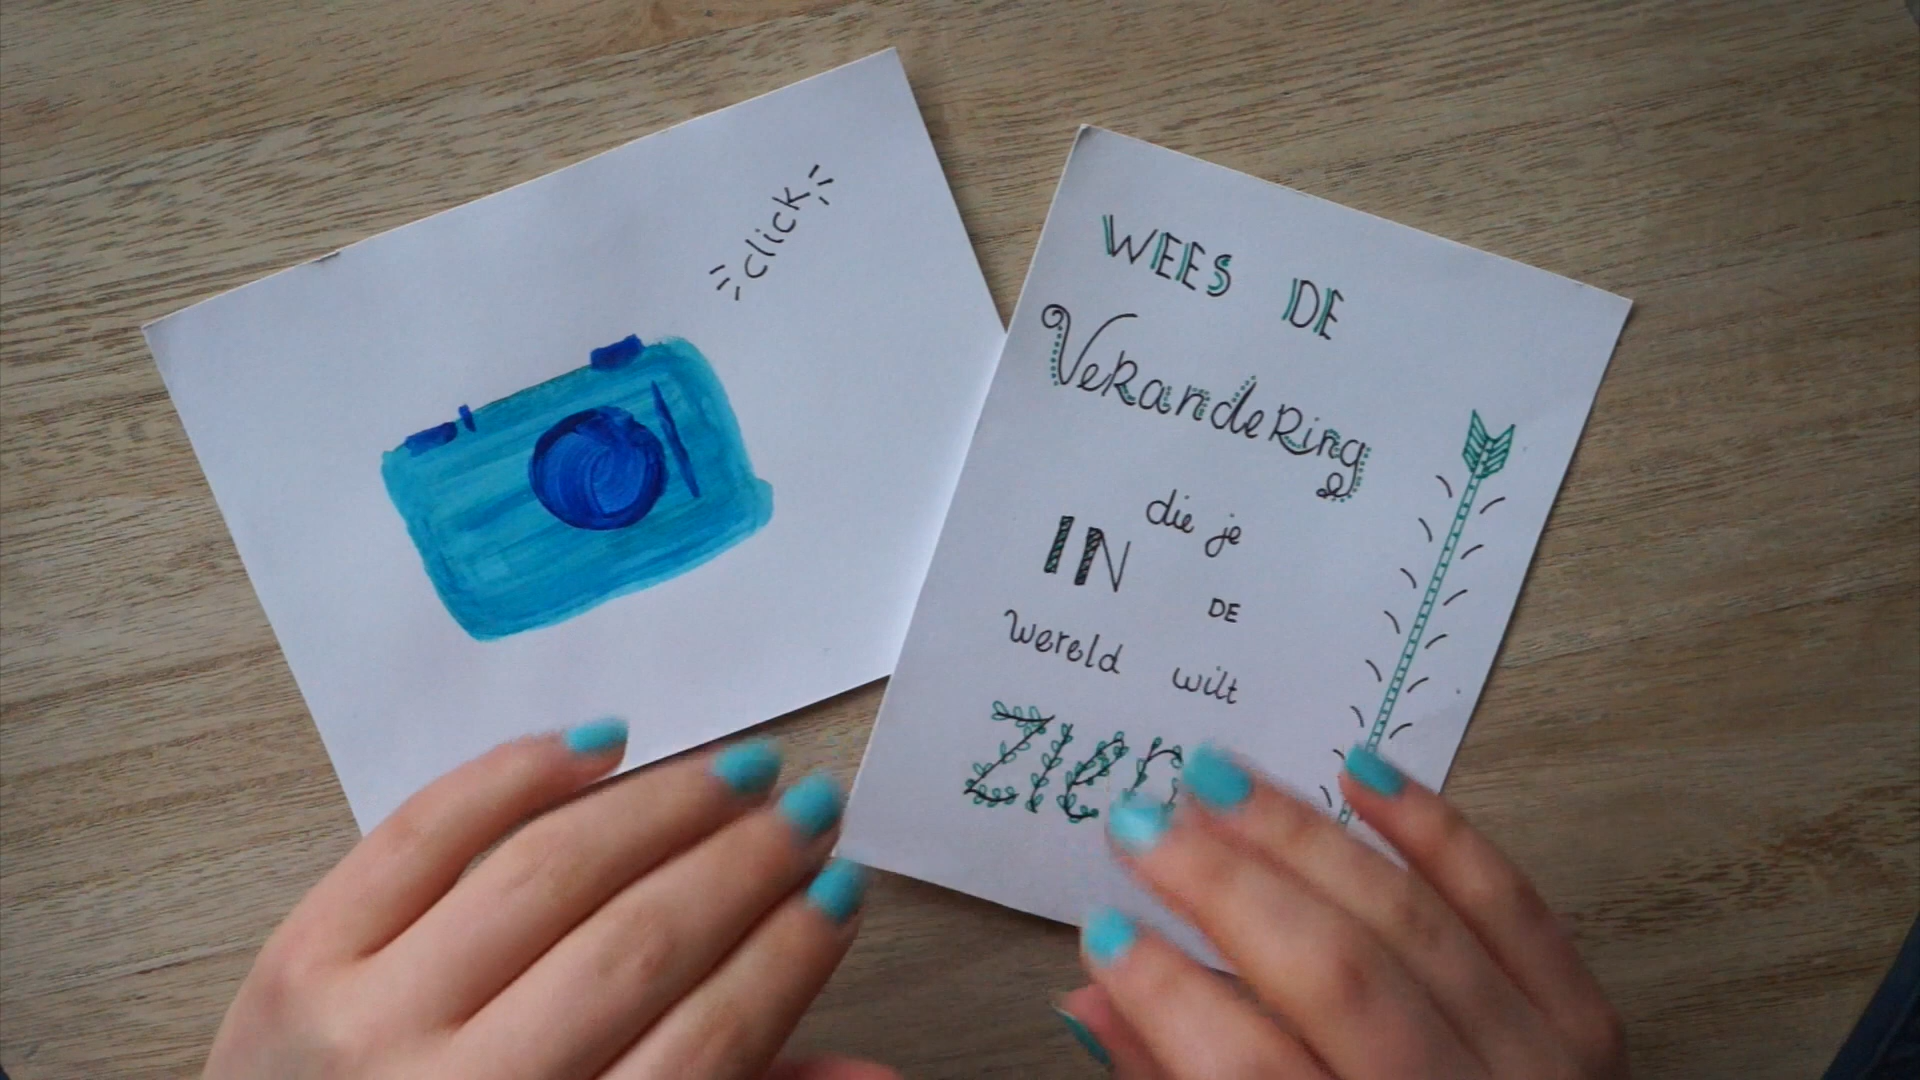 click
WEES DE
VeRandeRing
die je
IN DE
wereld wilt
zien